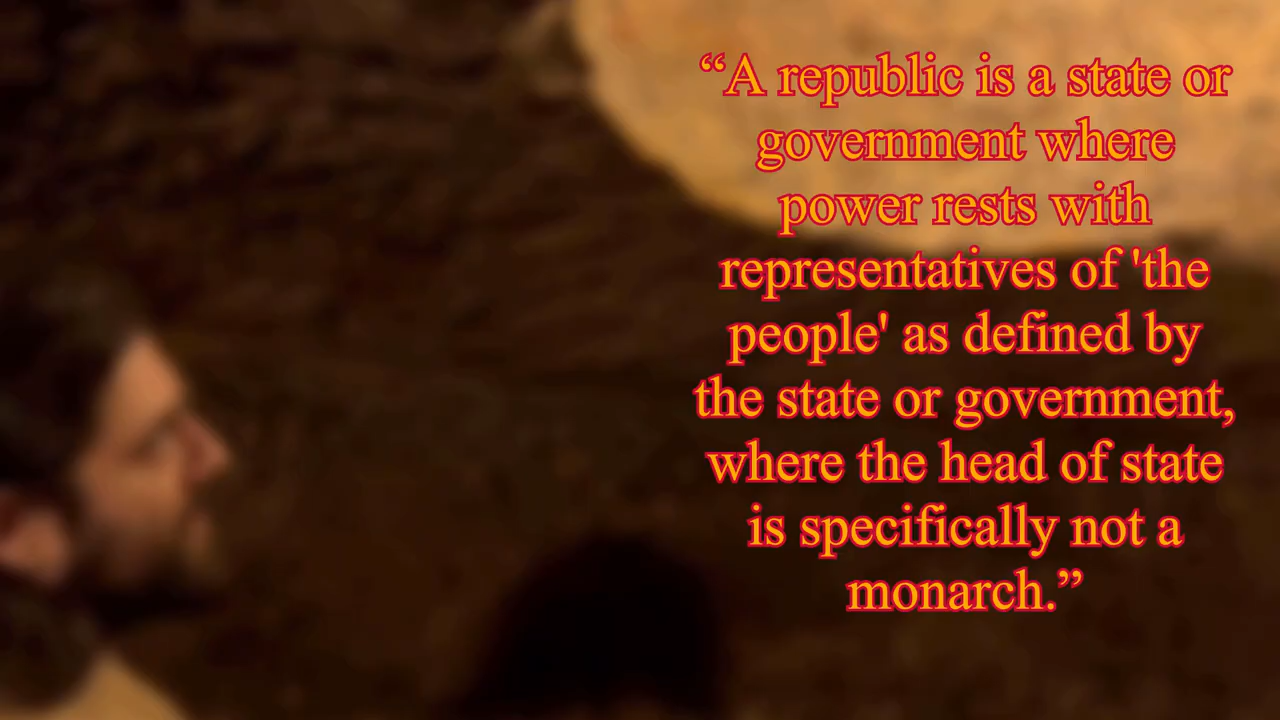 “A republic is a state or
government where
power rests with
representatives of 'the
people' as defined by
the state or government,
where the head of state
is specifically not a
monarch.”